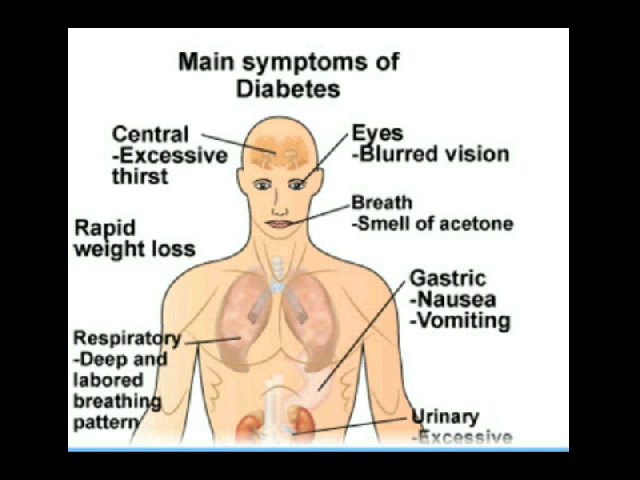 Main symptoms of
Diabetes
Central
-Excessive
thirst
Eyes
-Blurred vision
Breath
-Smell of acetone
Rapid
weight loss
Gastric
-Nausea
-Vomiting
Respiratory
-Deep and
labored
breathing
pattern
Urinary
-Excessive